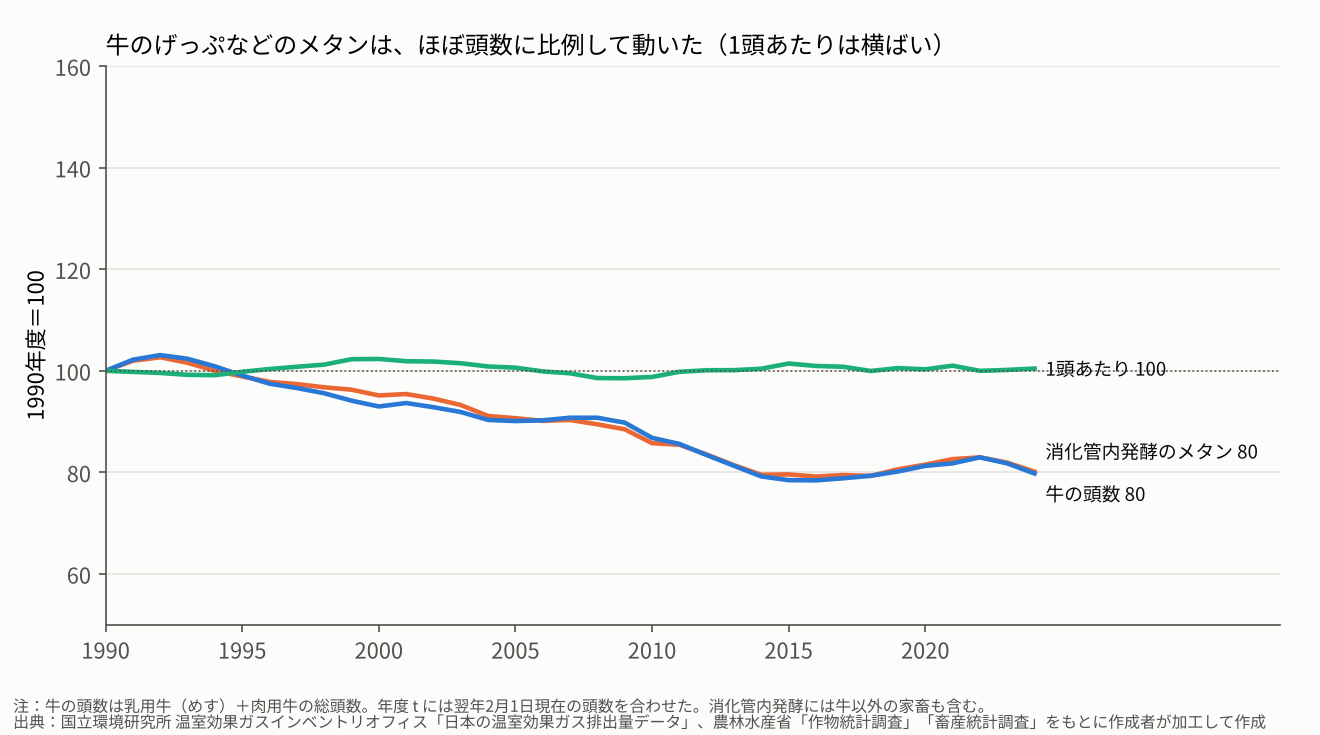 牛のげっぷなどのメタンは、ほぼ頭数に比例して動いた（1頭あたりは横ばい）
160
140
120
100
80
60
1990年度＝100
1頭あたり 100
消化管内発酵のメタン 80
牛の頭数 80
1990
1995
2000
2005
2010
2015
2020
注：牛の頭数は乳用牛（めす）＋肉用牛の総頭数。年度 t には翌年2月1日現在の頭数を合わせた。消化管内発酵には牛以外の家畜も含む。
出典：国立環境研究所 温室効果ガスインベントリオフィス「日本の温室効果ガス排出量データ」、農林水産省「作物統計調査」「畜産統計調査」をもとに作成者が加工して作成